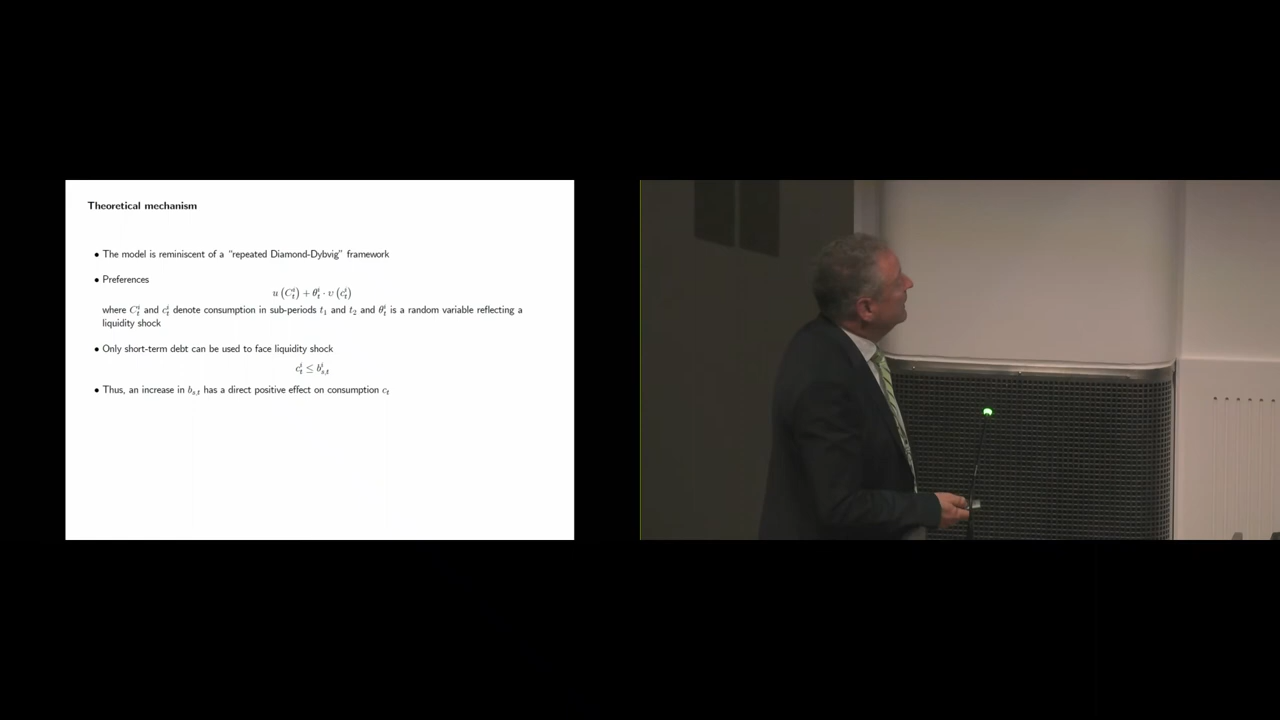 Theoretical mechanism
• The model is reminiscent of a "repeated Diamond-Dybvig" framework
• Preferences
u (C_t^i) + θ_t^i · υ (c_t^i)
where C_t^i and c_t^i denote consumption in sub-periods t_1 and t_2 and θ_t^i is a random variable reflecting a
liquidity shock
• Only short-term debt can be used to face liquidity shock
c_t^i ≤ b_{s,t}^i
• Thus, an increase in b_{s,t} has a direct positive effect on consumption c_t